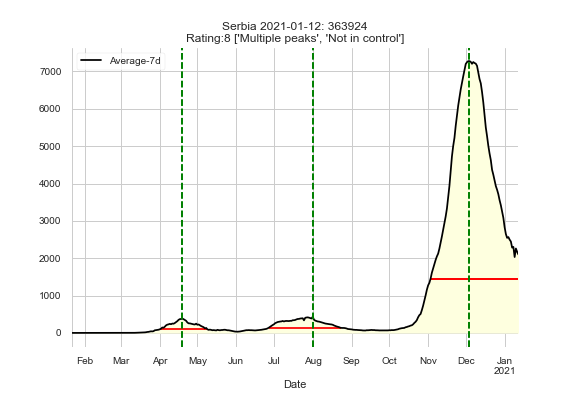 Serbia 2021-01-12: 363924
Rating:8 ['Multiple peaks', 'Not in control']
Average-7d
7000
6000
5000
4000
3000
2000
1000
0
Feb Mar Apr May Jun Jul Aug Sep Oct Nov Dec Jan
2021
Date